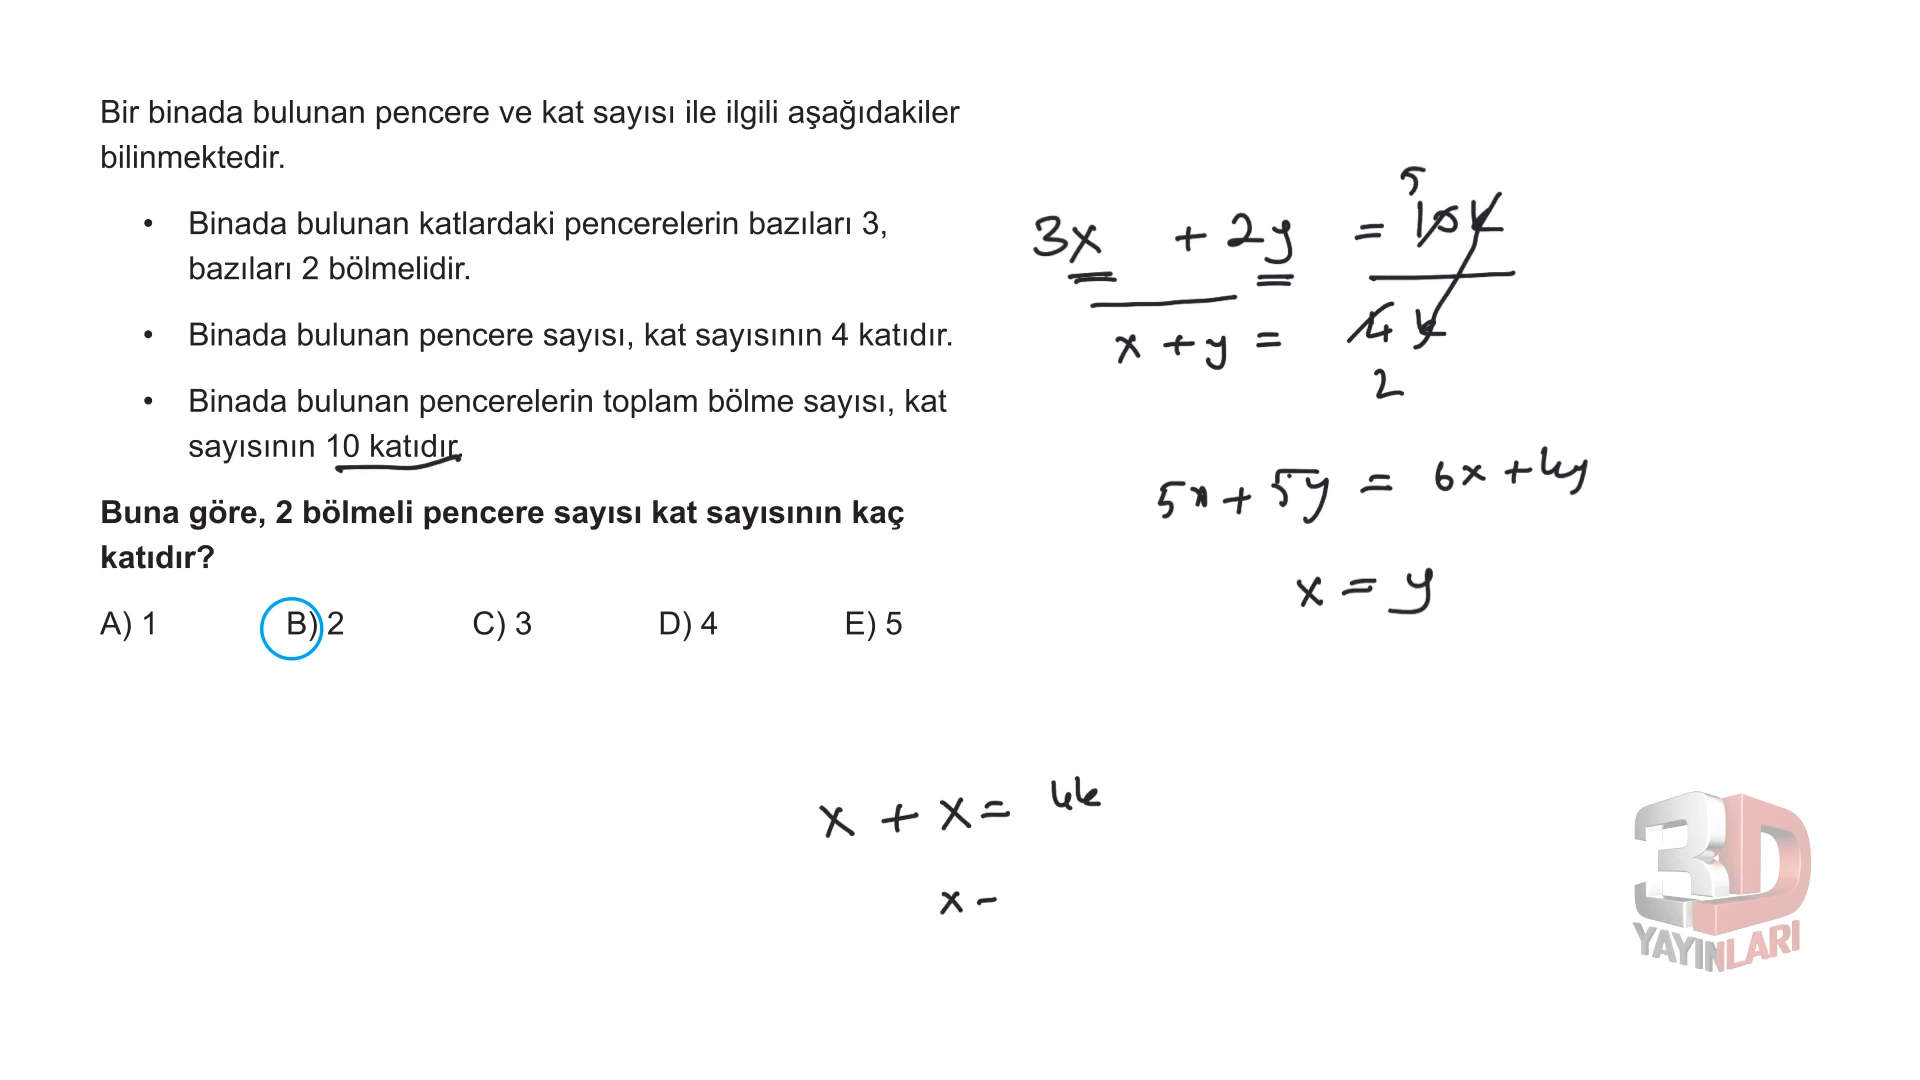 Bir binada bulunan pencere ve kat sayısı ile ilgili aşağıdakiler
bilinmektedir.
• Binada bulunan katlardaki pencerelerin bazıları 3,
bazıları 2 bölmelidir.
• Binada bulunan pencere sayısı, kat sayısının 4 katıdır.
• Binada bulunan pencerelerin toplam bölme sayısı, kat
sayısının 10 katıdır.
Buna göre, 2 bölmeli pencere sayısı kat sayısının kaç
katıdır?
A) 1 B) 2 C) 3 D) 4 E) 5
5
3x + 2y = 10k
x + y = 4k
2
5x + 5y = 6x + 4y
x = y
x + x = 4k
x -
3D
YAYINLARI